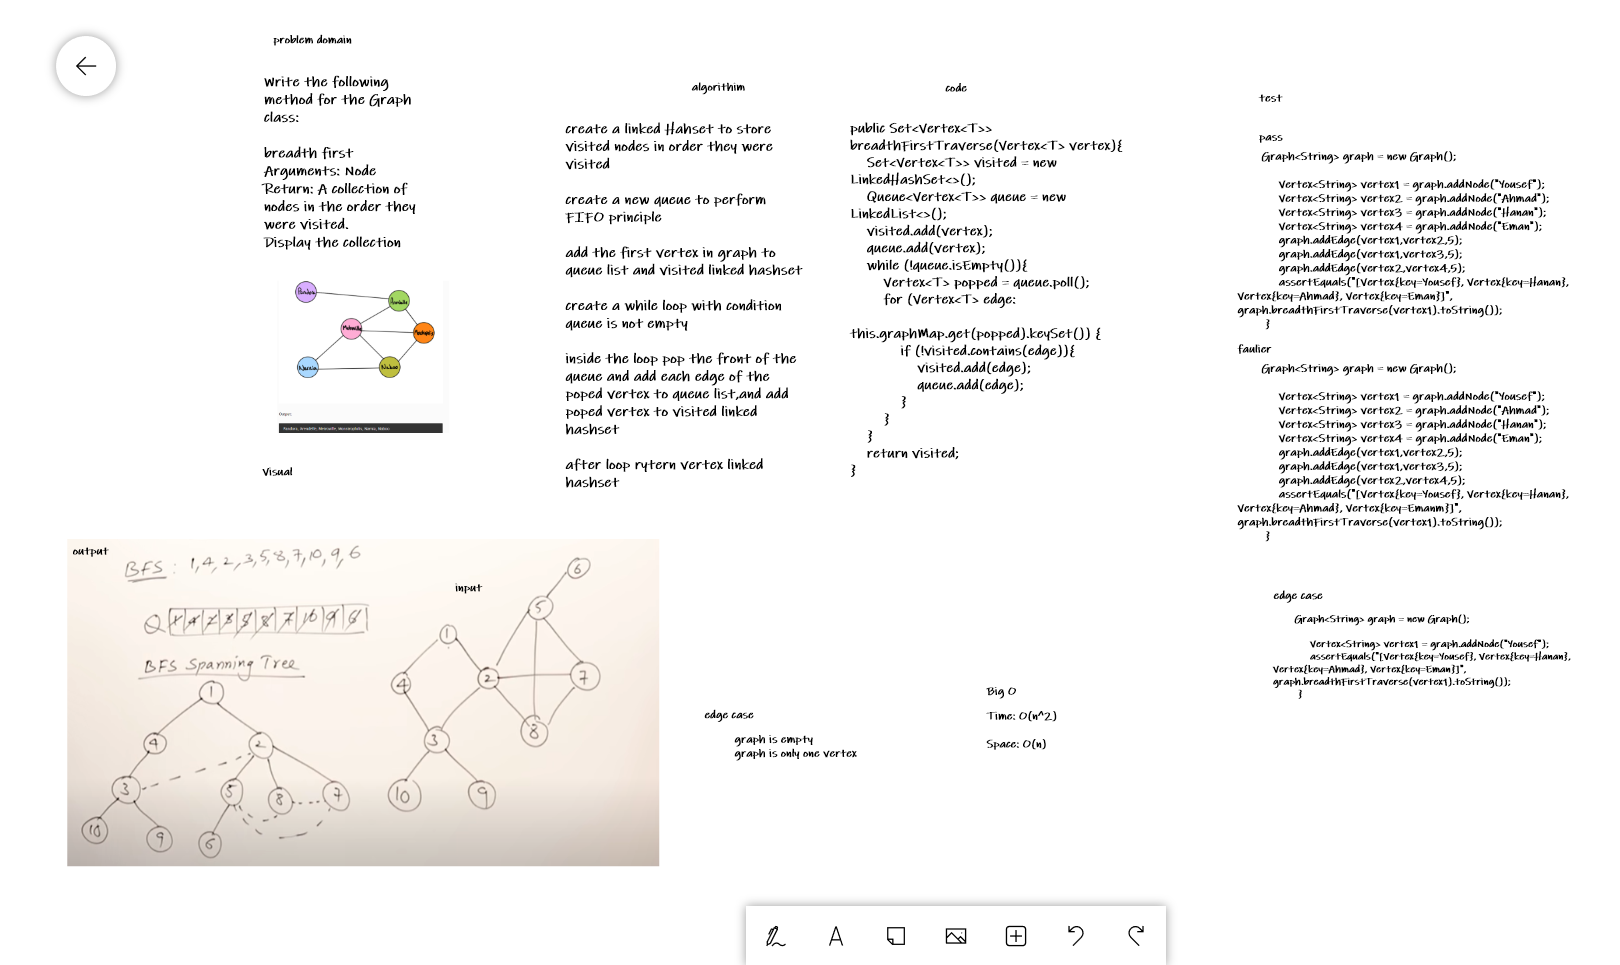 problem domain
Write the following
method for the Graph
class:
breadth first
Arguments: Node
Return: A collection of
nodes in the order they
were visited.
Display the collection
Pandora
Arendelle
Metroville
Narnia
Naboo
Output:
Pandora, Arendelle, Metroville, Monstroplolis, Narnia, Naboo
Visual
algorithim
create a linked Hahset to store
visited nodes in order they were
visited
create a new queue to perform
FIFO principle
add the first vertex in graph to
queue list and visited linked hashset
create a while loop with condition
queue is not empty
inside the loop pop the front of the
queue and add each edge of the
poped vertex to queue list,and add
poped vertex to visited linked
hashset
after loop rytern vertex linked
hashset
code
public Set<Vertex<T>>
breadthFirstTraverse(Vertex<T> vertex){
Set<Vertex<T>> visited = new
LinkedHashSet<>();
Queue<Vertex<T>> queue = new
LinkedList<>();
visited.add(vertex);
queue.add(vertex);
while (!queue.isEmpty()){
Vertex<T> popped = queue.poll();
for (Vertex<T> edge:
this.graphMap.get(popped).keySet()) {
if (!visited.contains(edge)){
visited.add(edge);
queue.add(edge);
}
}
}
return visited;
}
test
pass
Graph<String> graph = new Graph();
Vertex<String> vertex1 = graph.addNode("Yousef");
Vertex<String> vertex2 = graph.addNode("Ahmad");
Vertex<String> vertex3 = graph.addNode("Hanan");
Vertex<String> vertex4 = graph.addNode("Eman");
graph.addEdge(vertex1,vertex2,5);
graph.addEdge(vertex1,vertex3,5);
graph.addEdge(vertex2,vertex4,5);
assertEquals("[Vertex{key=Yousef}, Vertex{key=Hanan},
Vertex{key=Ahmad}, Vertex{key=Eman}]",
graph.breadthFirstTraverse(vertex1).toString());
}
faulier
Graph<String> graph = new Graph();
Vertex<String> vertex1 = graph.addNode("Yousef");
Vertex<String> vertex2 = graph.addNode("Ahmad");
Vertex<String> vertex3 = graph.addNode("Hanan");
Vertex<String> vertex4 = graph.addNode("Eman");
graph.addEdge(vertex1,vertex2,5);
graph.addEdge(vertex1,vertex3,5);
graph.addEdge(vertex2,vertex4,5);
assertEquals("[Vertex{key=Yousef}, Vertex{key=Hanan},
Vertex{key=Ahmad}, Vertex{key=Emanm}]",
graph.breadthFirstTraverse(vertex1).toString());
}
edge case
Graph<String> graph = new Graph();
Vertex<String> vertex1 = graph.addNode("Yousef");
assertEquals("[Vertex{key=Yousef}, Vertex{key=Hanan},
Vertex{key=Ahmad}, Vertex{key=Eman}]",
graph.breadthFirstTraverse(vertex1).toString());
}
output
BFS : 1,4,2,3,5,8,7,10,9,6
Q 1 4 2 3 5 8 7 10 9 6
BFS Spanning Tree
1
4 2
3 5 8 7
10 9 6
input
6
5
1
4 2 7
3 8
10 9
edge case
graph is empty
graph is only one vertex
Big O
Time: O(n^2)
Space: O(n)
A